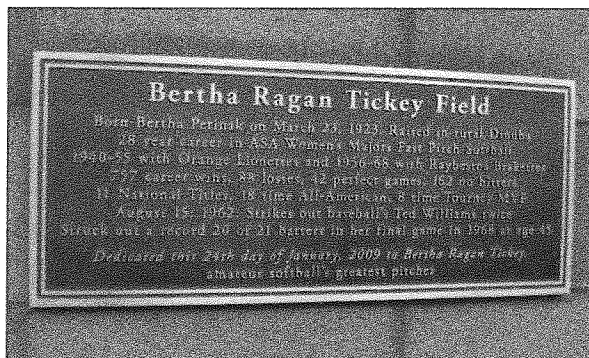 Bertha Ragan Tickey Field
Born Bertha Petinak on March 23, 1923. Raised in rural Dinuba
28 year career in ASA Women's Majors Fast Pitch Softball
1940-55 with Orange Lionettes and 1956-68 with Raybestos Brakettes
757 career wins, 88 losses, 42 perfect games, 162 no hitters
11 National Titles, 18 time All-American, 8 time Tourney MVP
August 15, 1962. Strikes out baseball's Ted Williams twice
Struck out a record 20 of 21 batters in her final game in 1968 at age 45
Dedicated this 24th day of January, 2009 to Bertha Ragan Tickey
amateur softball's greatest pitcher